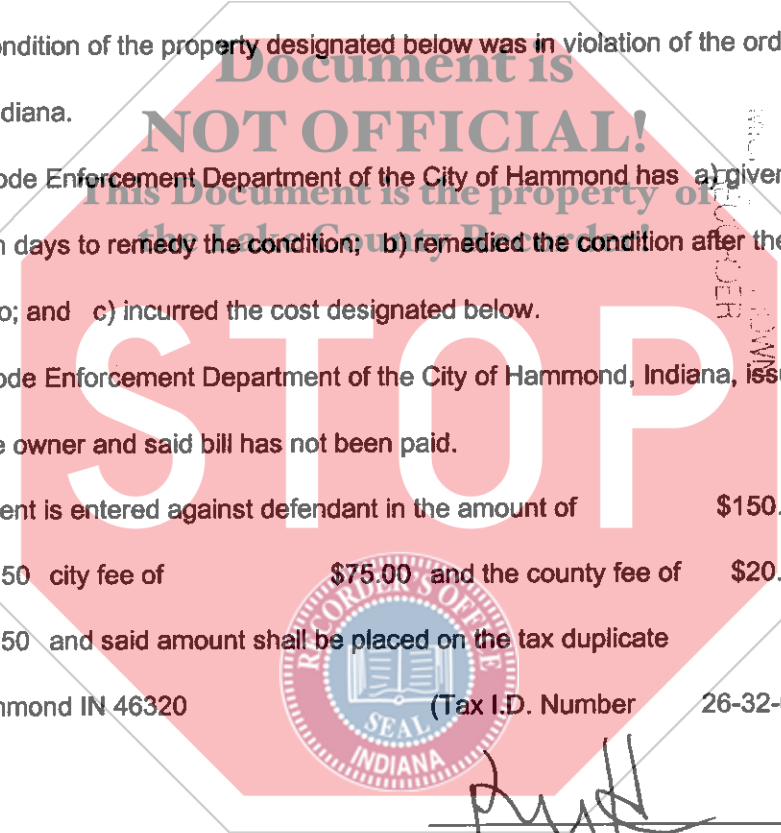 ondition of the property designated below was in violation of the ord
Document is
diana.
NOT OFFICIAL!
ode Enforcement Department of the City of Hammond has a) given
This Document is the property of
n days to remedy the condition; b) remedied the condition after the
the Lake County Recorder!
o; and c) incurred the cost designated below.
STOP
ode Enforcement Department of the City of Hammond, Indiana, issu
e owner and said bill has not been paid.
ent is entered against defendant in the amount of $150.
50 city fee of $75.00 and the county fee of $20.
50 and said amount shall be placed on the tax duplicate
RECORDER'S OFFICE
SEAL
INDIANA
mmond IN 46320 (Tax I.D. Number 26-32-